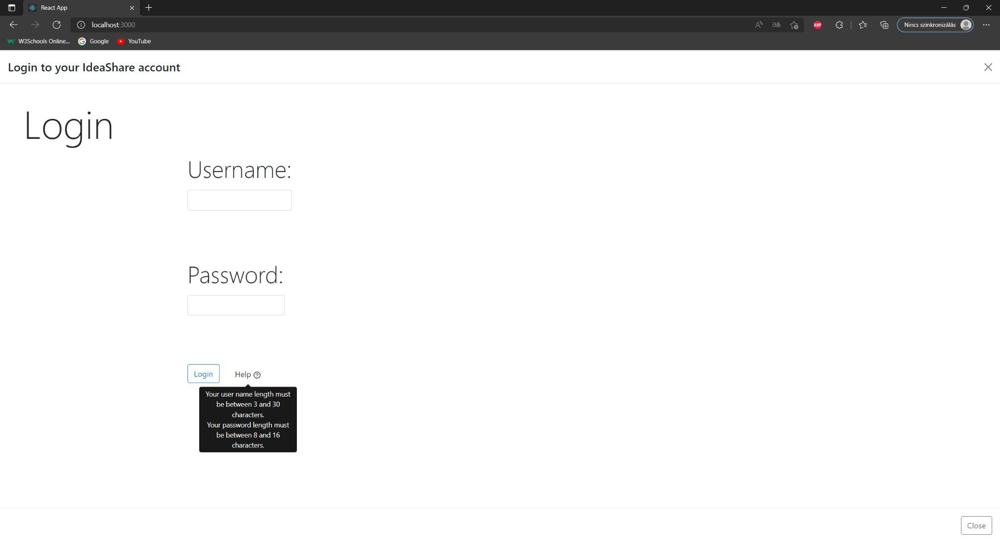 React App
localhost:3000
Nincs szinkronizálás
ABP
W3Schools Online...
Google
YouTube
Login to your IdeaShare account
Login
Username:
Password:
Login
Help
Your user name length must
be between 3 and 30
characters.
Your password length must
be between 8 and 16
characters.
Close